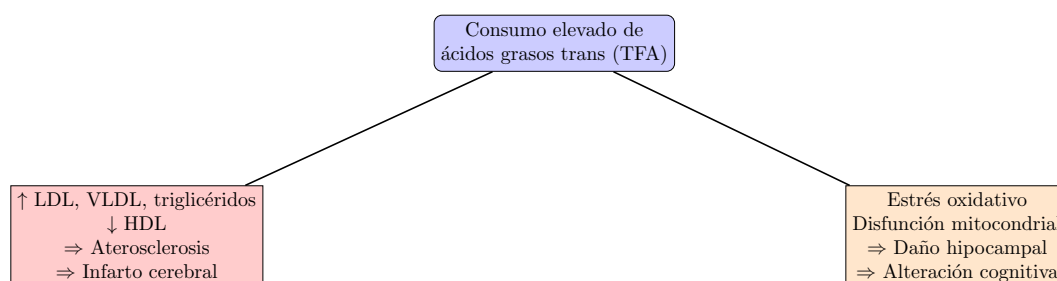 Consumo elevado de
ácidos grasos trans (TFA)
↑ LDL, VLDL, triglicéridos
↓ HDL
⇒ Aterosclerosis
⇒ Infarto cerebral
Estrés oxidativo
Disfunción mitocondrial
⇒ Daño hipocampal
⇒ Alteración cognitiva